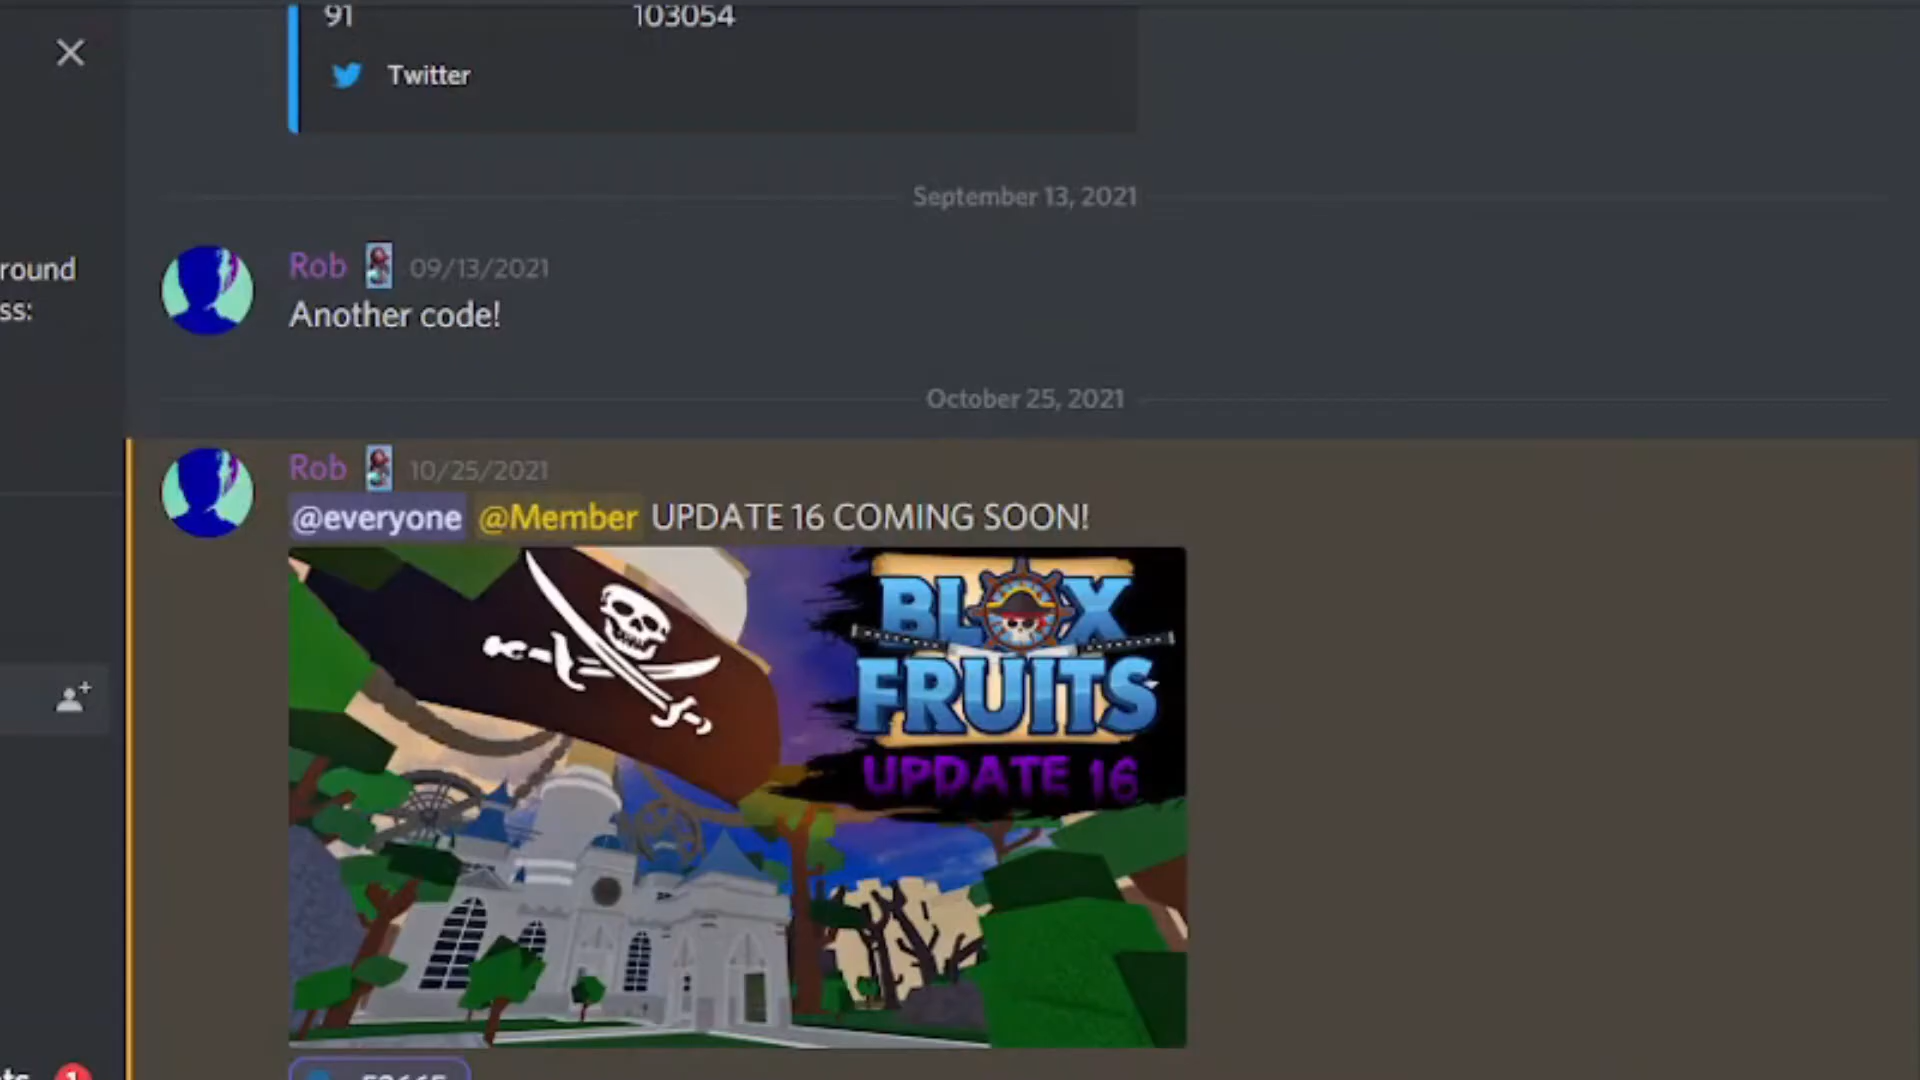 91 103054
Twitter
September 13, 2021
Rob 09/13/2021
Another code!
round
ss:
October 25, 2021
Rob 10/25/2021
@everyone @Member UPDATE 16 COMING SOON!
BLOX
FRUITS
UPDATE 16
1